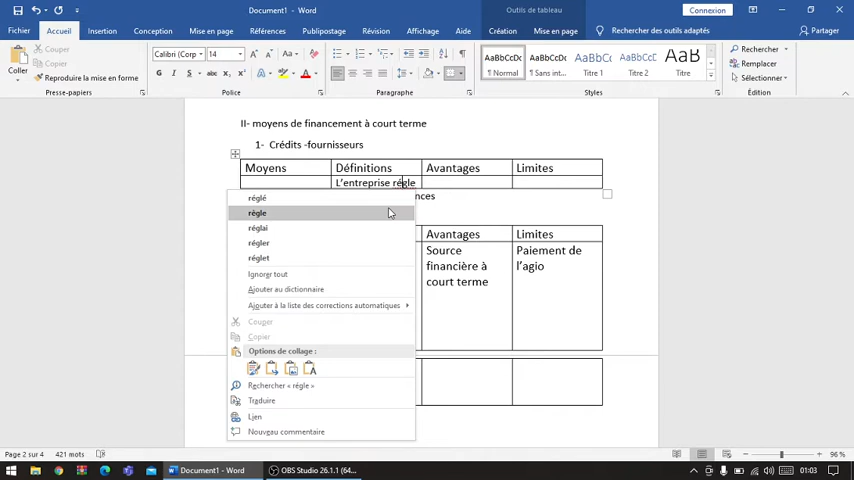 Document1 - Word
Outils de tableau
Connexion
Fichier Accueil Insertion Conception Mise en page Références Publipostage Révision Affichage Aide Création Mise en page Rechercher des outils adaptés Partager
Coller
Couper
Copier
Reproduire la mise en forme
Presse-papiers
Calibri (Corp 14
G I S abc x₂ x²
Police
Paragraphe
AaBbCcDc AaBbCcDc AaBbCc AaBbCcC AaB
¶ Normal ¶ Sans int... Titre 1 Titre 2 Titre
Styles
Rechercher
Remplacer
Sélectionner
Édition
II- moyens de financement à court terme
1- Crédits -fournisseurs
Moyens Définitions Avantages Limites
L'entreprise régle
nces
Avantages Limites
Source financière à court terme
Paiement de l'agio
réglé
règle
réglai
régler
réglet
Ignorer tout
Ajouter au dictionnaire
Ajouter à la liste des corrections automatiques
Couper
Copier
Options de collage :
Rechercher « régle »
Traduire
Lien
Nouveau commentaire
Page 2 sur 4 421 mots
96 %
Document1 - Word
OBS Studio 26.1.1 (64...
01:03